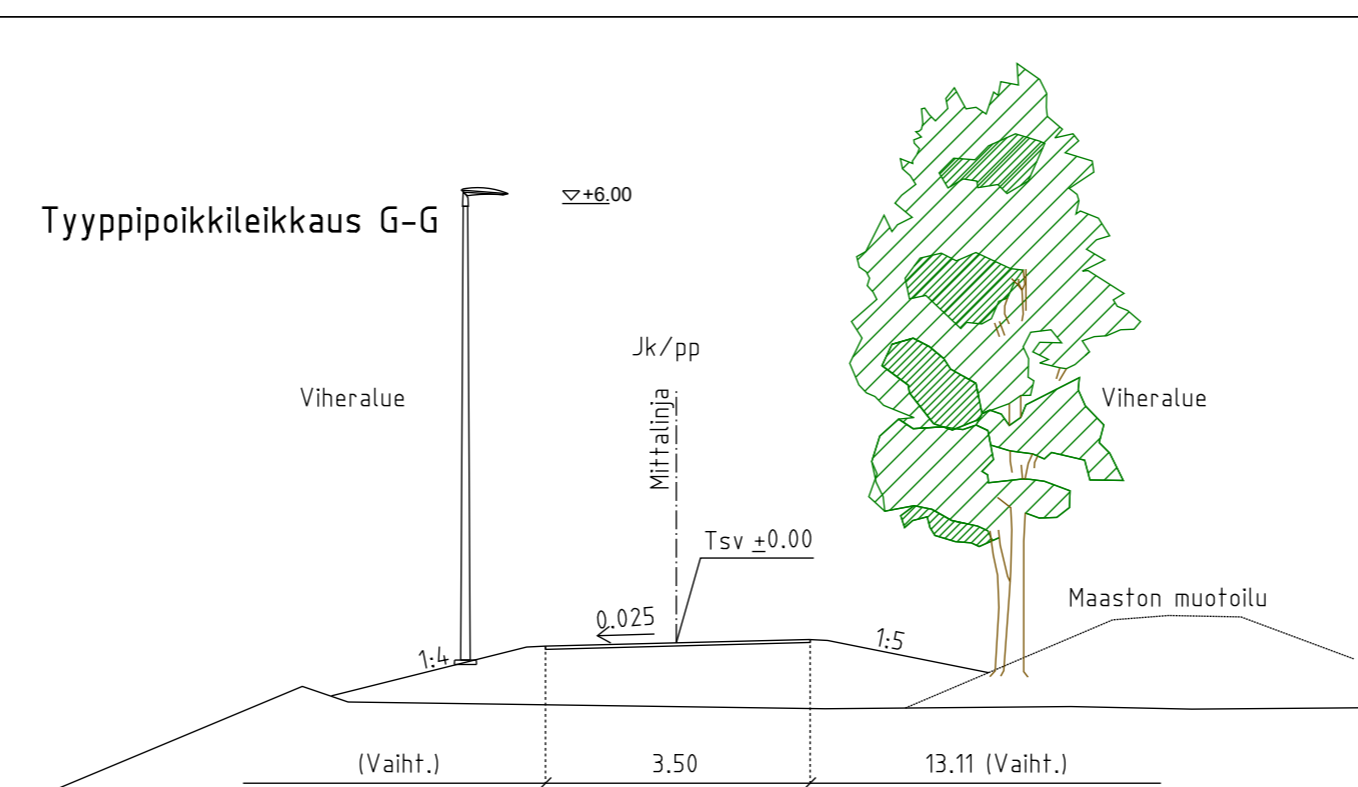 Tyyppipoikkileikkaus G-G
+6.00
Jk/pp
Viheralue
Mittalinja
Viheralue
Tsv ±0.00
0.025
Maaston muotoilu
1:4
1:5
(Vaiht.)
3.50
13.11 (Vaiht.)